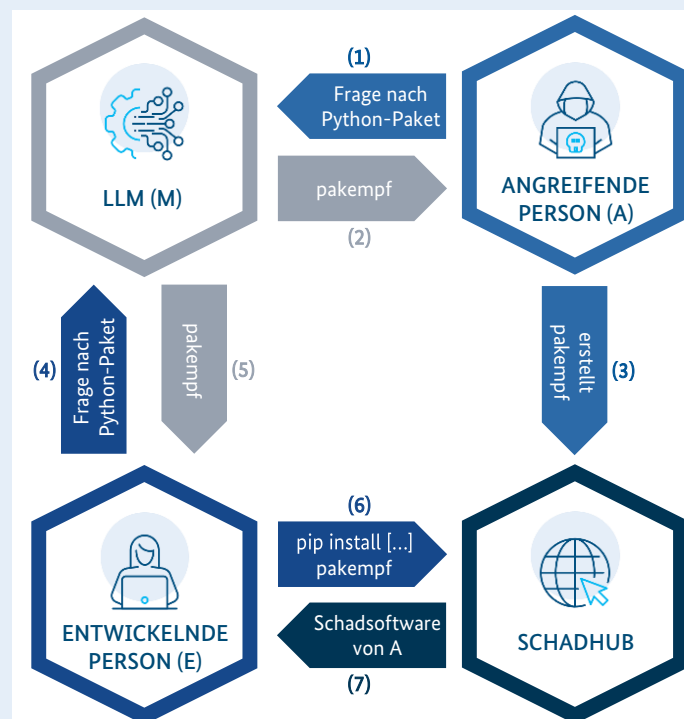 (1)
Frage nach
Python-Paket
LLM (M)
pakempf
(2)
ANGREIFENDE
PERSON (A)
(4)
Frage nach
Python-Paket
pakempf
(5)
erstellt
pakempf
(3)
(6)
pip install [...]
pakempf
ENTWICKELNDE
PERSON (E)
Schadsoftware
von A
(7)
SCHADHUB